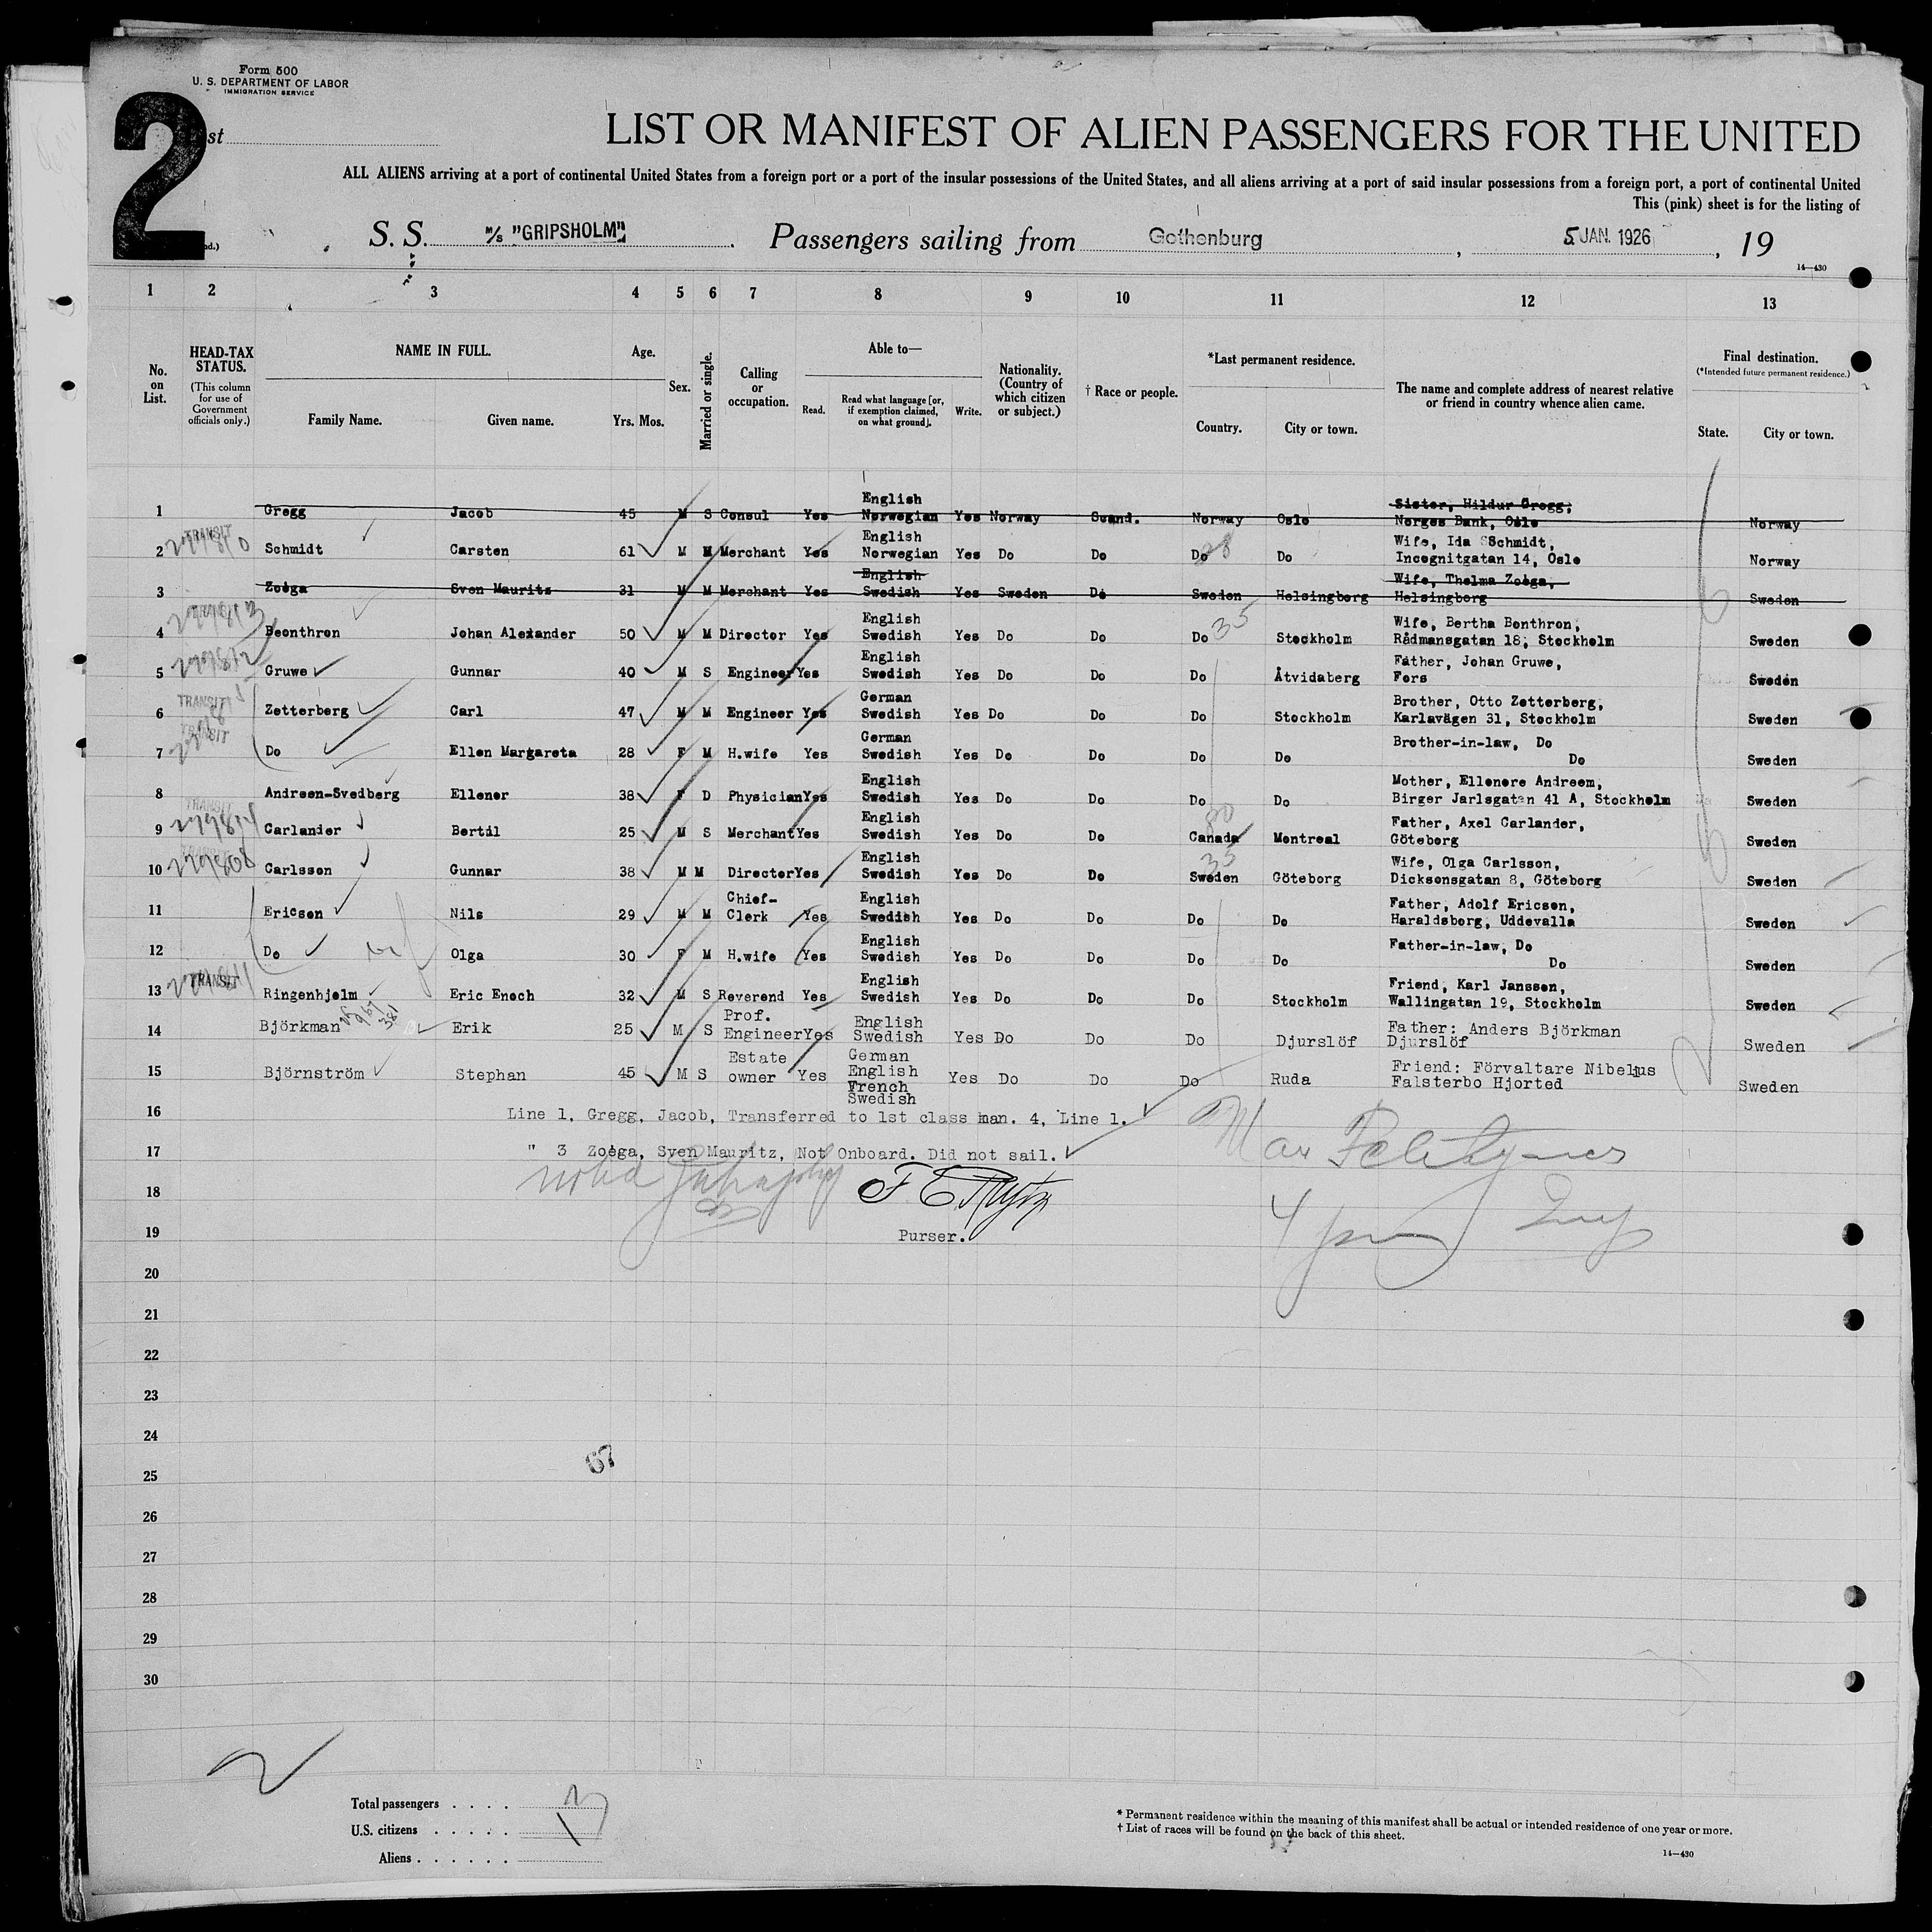 Form 500
U. S. DEPARTMENT OF LABOR
IMMIGRATION SERVICE
2
st
LIST OR MANIFEST OF ALIEN PASSENGERS FOR THE UNITED
ALL ALIENS arriving at a port of continental United States from a foreign port or a port of the insular possessions of the United States, and all aliens arriving at a port of said insular possessions from a foreign port, a port of continental United
This (pink) sheet is for the listing of
S. S. M/S "GRIPSHOLM" Passengers sailing from Gothenburg, 5 JAN. 1926, 19
14—430
1 2 3 4 5 6 7 8 9 10 11 12 13
No. on List.
HEAD-TAX STATUS. (This column for use of Government officials only.)
NAME IN FULL. Family Name. Given name.
Age. Yrs. Mos.
Sex.
Married or single.
Calling or occupation.
Able to— Read. Read what language [or, if exemption claimed, on what ground]. Write.
Nationality. (Country of which citizen or subject.)
† Race or people.
*Last permanent residence. Country. City or town.
The name and complete address of nearest relative or friend in country whence alien came.
Final destination. (*Intended future permanent residence.) State. City or town.
1 Gregg Jacob 45 M S Consul Yes English Norwegian Yes Norway Scand. Norway Oslo Sister, Hildur Gregg, Norges Bank, Oslo Norway
2 TRANSIT Schmidt Carsten 61 M M Merchant Yes English Norwegian Yes Do Do Do 28 Do Wife, Ida SSchmidt, Incognitgatan 14, Oslo Norway
3 Zoëga Sven Mauritz 31 M M Merchant Yes English Swedish Yes Sweden Do Sweden Helsingborg Wife, Thelma Zoëga, Helsingborg Sweden
4 Beonthron Johan Alexander 50 M M Director Yes English Swedish Yes Do Do Do 35 Stockholm Wife, Bertha Benthron, Rådmansgatan 18, Stockholm Sweden
5 Gruwe Gunnar 40 M S Engineer Yes English Swedish Yes Do Do Do Åtvidaberg Father, Johan Gruwe, Fors Sweden
6 TRANSIT Zetterberg Carl 47 M M Engineer Yes German Swedish Yes Do Do Do Stockholm Brother, Otto Zetterberg, Karlavägen 31, Stockholm Sweden
7 TRANSIT Do Ellen Margareta 28 F M H.wife Yes German Swedish Yes Do Do Do Do Brother-in-law, Do Do Sweden
8 Andreen-Svedberg Ellenor 38 F D Physician Yes English Swedish Yes Do Do Do Do Mother, Ellenore Andreem, Birger Jarlsgatan 41 A, Stockholm Sweden
9 TRANSIT Carlander Bertil 25 M S Merchant Yes English Swedish Yes Do Do Canada Montreal Father, Axel Carlander, Göteborg Sweden
10 Carlsson Gunnar 38 M M Director Yes English Swedish Yes Do Do 35 Sweden Göteborg Wife, Olga Carlsson, Dicksonsgatan 8, Göteborg Sweden
11 Ericson Nils 29 M M Chief-Clerk Yes English Swedish Yes Do Do Do Do Father, Adolf Ericson, Haraldsborg, Uddevalla Sweden
12 Do Olga 30 F M H.wife Yes English Swedish Yes Do Do Do Do Father-in-law, Do Do Sweden
13 TRANSIT Ringenhjelm Eric Enoch 32 M S Reverend Yes English Swedish Yes Do Do Do Stockholm Friend, Karl Janssen, Wallingatan 19, Stockholm Sweden
14 Björkman Erik 25 M S Prof. Engineer Yes English Swedish Yes Do Do Do Djurslöf Father: Anders Björkman Djurslöf Sweden
15 Björnström Stephan 45 M S Estate owner Yes German English French Swedish Yes Do Do Do Ruda Friend: Förvaltare Nibelius Falsterbo Hjorted Sweden
16 Line 1, Gregg, Jacob, Transferred to 1st class man. 4, Line 1.
17 " 3 Zoëga, Sven Mauritz, Not Onboard. Did not sail.
18
19 Purser.
20
21
22
23
24
25
67
26
27
28
29
30
Total passengers
U.S. citizens
Aliens
* Permanent residence within the meaning of this manifest shall be actual or intended residence of one year or more.
† List of races will be found on the back of this sheet.
14—430